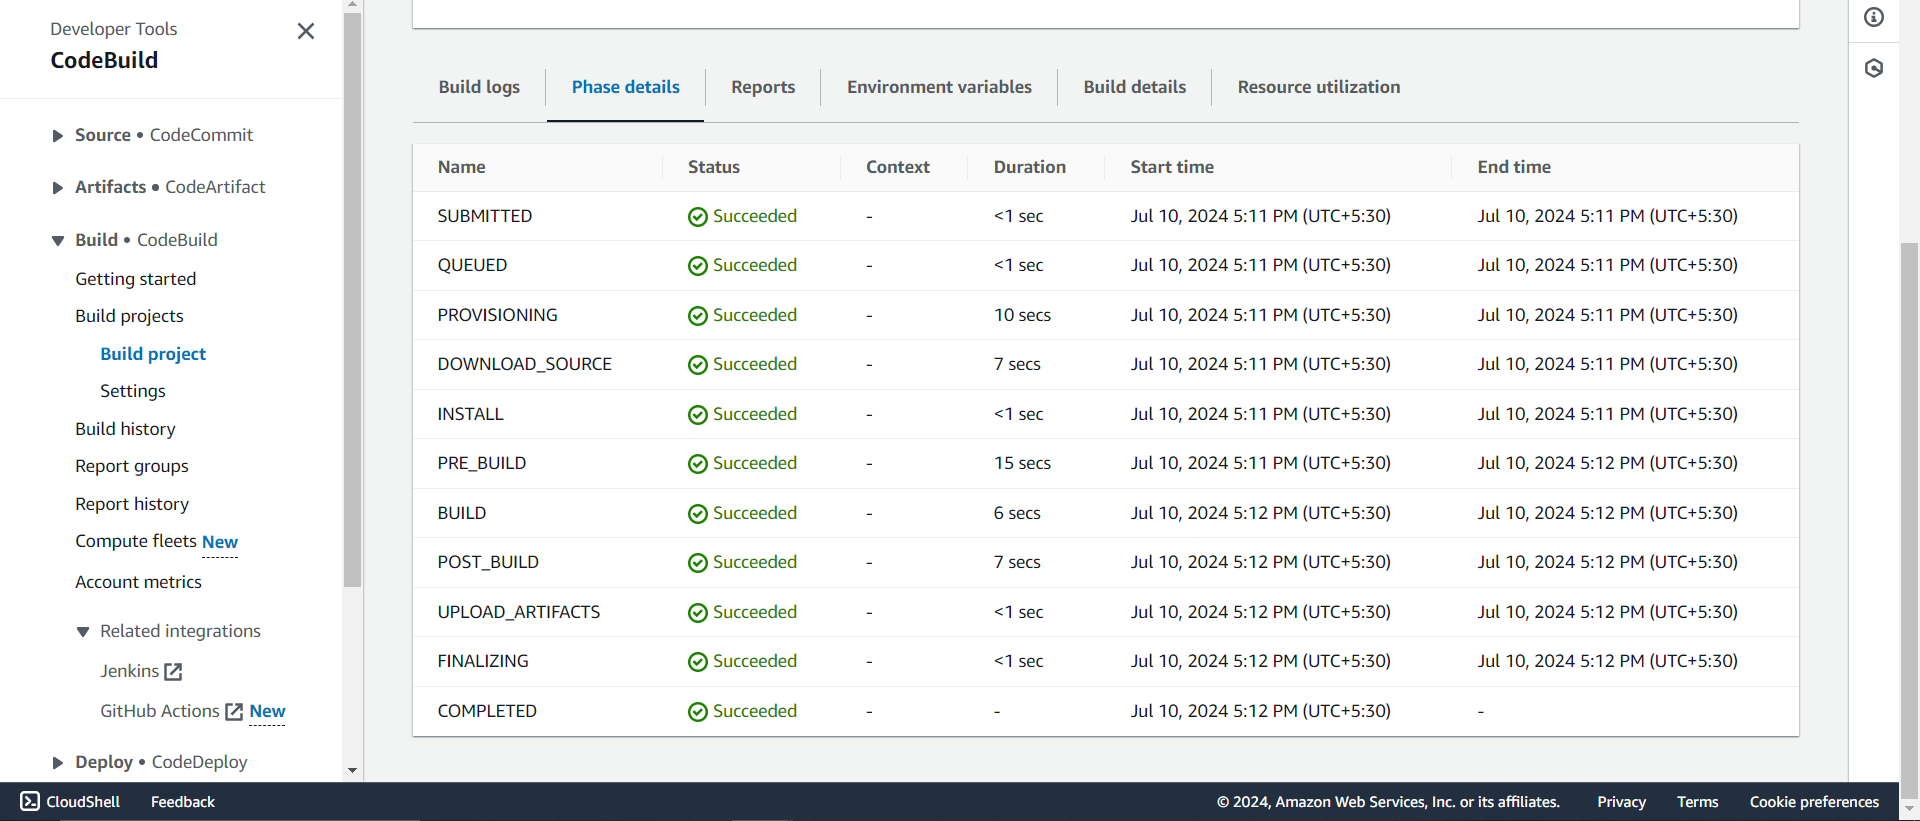 Developer Tools
CodeBuild
Source • CodeCommit
Artifacts • CodeArtifact
Build • CodeBuild
Getting started
Build projects
Build project
Settings
Build history
Report groups
Report history
Compute fleets New
Account metrics
Related integrations
Jenkins
GitHub Actions New
Deploy • CodeDeploy
Build logs Phase details Reports Environment variables Build details Resource utilization
Name Status Context Duration Start time End time
SUBMITTED Succeeded - <1 sec Jul 10, 2024 5:11 PM (UTC+5:30) Jul 10, 2024 5:11 PM (UTC+5:30)
QUEUED Succeeded - <1 sec Jul 10, 2024 5:11 PM (UTC+5:30) Jul 10, 2024 5:11 PM (UTC+5:30)
PROVISIONING Succeeded - 10 secs Jul 10, 2024 5:11 PM (UTC+5:30) Jul 10, 2024 5:11 PM (UTC+5:30)
DOWNLOAD_SOURCE Succeeded - 7 secs Jul 10, 2024 5:11 PM (UTC+5:30) Jul 10, 2024 5:11 PM (UTC+5:30)
INSTALL Succeeded - <1 sec Jul 10, 2024 5:11 PM (UTC+5:30) Jul 10, 2024 5:11 PM (UTC+5:30)
PRE_BUILD Succeeded - 15 secs Jul 10, 2024 5:11 PM (UTC+5:30) Jul 10, 2024 5:12 PM (UTC+5:30)
BUILD Succeeded - 6 secs Jul 10, 2024 5:12 PM (UTC+5:30) Jul 10, 2024 5:12 PM (UTC+5:30)
POST_BUILD Succeeded - 7 secs Jul 10, 2024 5:12 PM (UTC+5:30) Jul 10, 2024 5:12 PM (UTC+5:30)
UPLOAD_ARTIFACTS Succeeded - <1 sec Jul 10, 2024 5:12 PM (UTC+5:30) Jul 10, 2024 5:12 PM (UTC+5:30)
FINALIZING Succeeded - <1 sec Jul 10, 2024 5:12 PM (UTC+5:30) Jul 10, 2024 5:12 PM (UTC+5:30)
COMPLETED Succeeded - - Jul 10, 2024 5:12 PM (UTC+5:30) -
CloudShell Feedback © 2024, Amazon Web Services, Inc. or its affiliates. Privacy Terms Cookie preferences